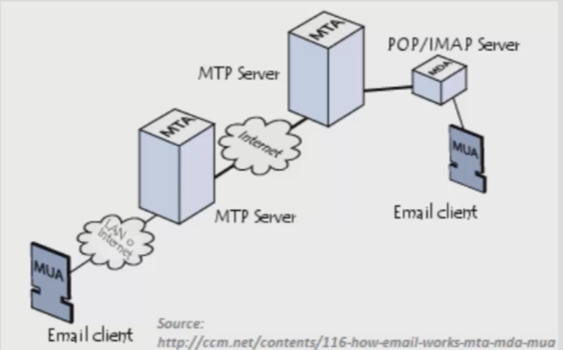 MTA
POP/IMAP Server
MTP Server
MDA
MTA
Internet
MUA
MTP Server
Email client
LAN o
Internet
MUA
Email client
Source:
http://ccm.net/contents/116-how-email-works-mta-mda-mua